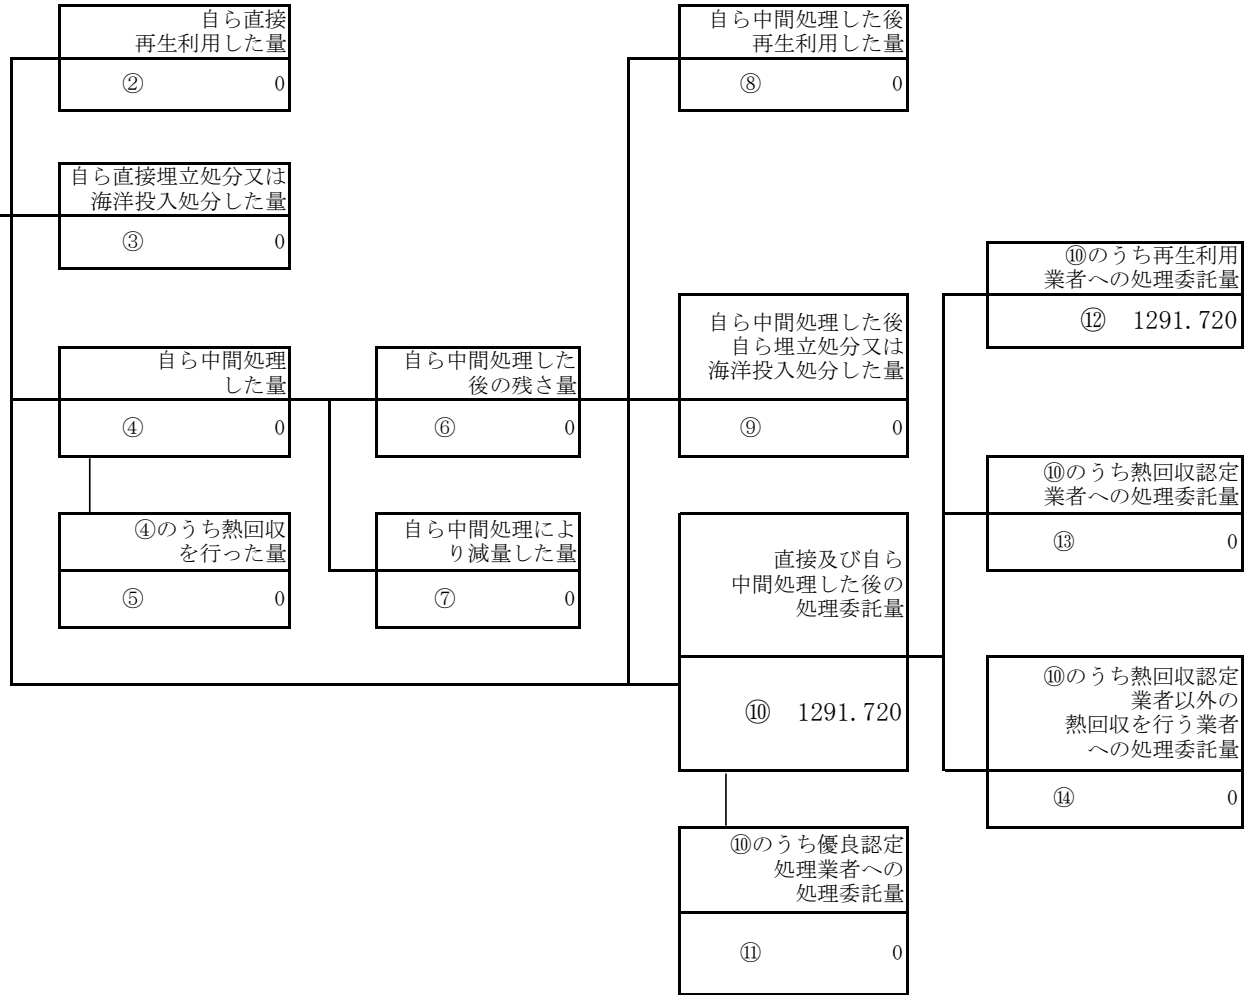 自ら直接
再生利用した量
② 0
自ら直接埋立処分又は
海洋投入処分した量
③ 0
自ら中間処理
した量
④ 0
④のうち熱回収
を行った量
⑤ 0
自ら中間処理した
後の残さ量
⑥ 0
自ら中間処理によ
り減量した量
⑦ 0
自ら中間処理した後
再生利用した量
⑧ 0
自ら中間処理した後
自ら埋立処分又は
海洋投入処分した量
⑨ 0
直接及び自ら
中間処理した後の
処理委託量
⑩ 1291.720
⑩のうち優良認定
処理業者への
処理委託量
⑪ 0
⑩のうち再生利用
業者への処理委託量
⑫ 1291.720
⑩のうち熱回収認定
業者への処理委託量
⑬ 0
⑩のうち熱回収認定
業者以外の
熱回収を行う業者
への処理委託量
⑭ 0